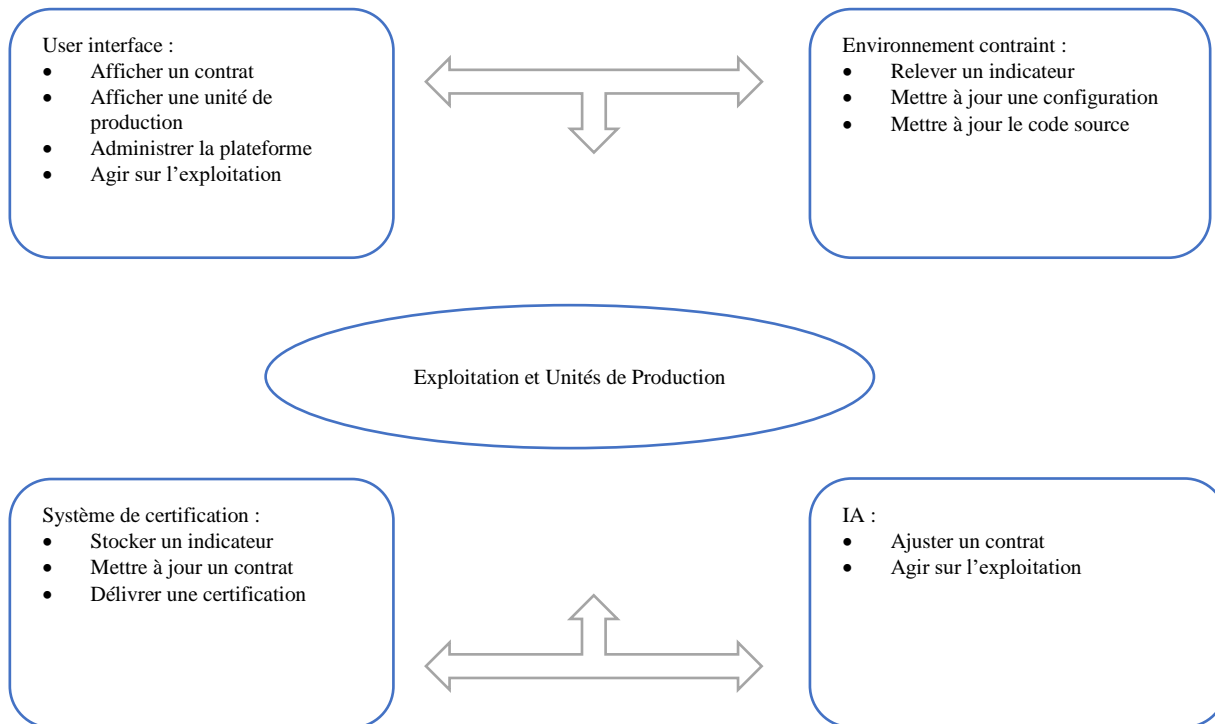 User interface :
• Afficher un contrat
• Afficher une unité de
production
• Administrer la plateforme
• Agir sur l’exploitation
Environnement contraint :
• Relever un indicateur
• Mettre à jour une configuration
• Mettre à jour le code source
Exploitation et Unités de Production
Système de certification :
• Stocker un indicateur
• Mettre à jour un contrat
• Délivrer une certification
IA :
• Ajuster un contrat
• Agir sur l’exploitation